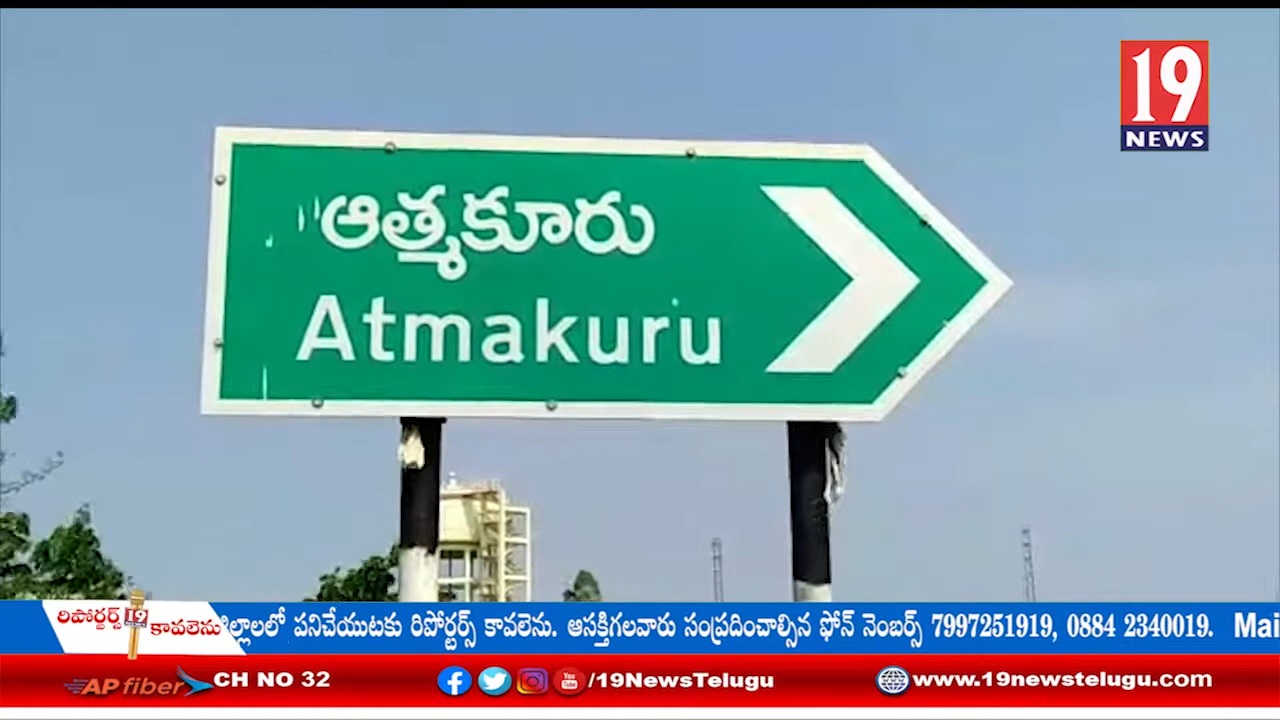 19
NEWS
ఆత్మకూరు
Atmakuru
రిపోర్టర్స్ 19 కావలెను
జిల్లాలలో పనిచేయుటకు రిపోర్టర్స్ కావలెను. ఆసక్తిగలవారు సంప్రదించాల్సిన ఫోన్ నెంబర్స్ 7997251919, 0884 2340019. Mai
AP fiber CH NO 32 /19NewsTelugu www.19newstelugu.com